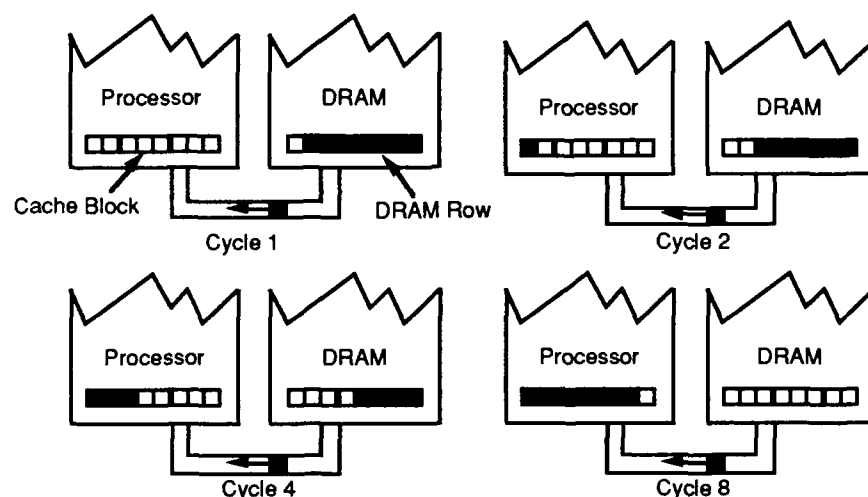 Processor
DRAM
Cache Block
DRAM Row
Cycle 1
Processor
DRAM
Cycle 2
Processor
DRAM
Cycle 4
Processor
DRAM
Cycle 8